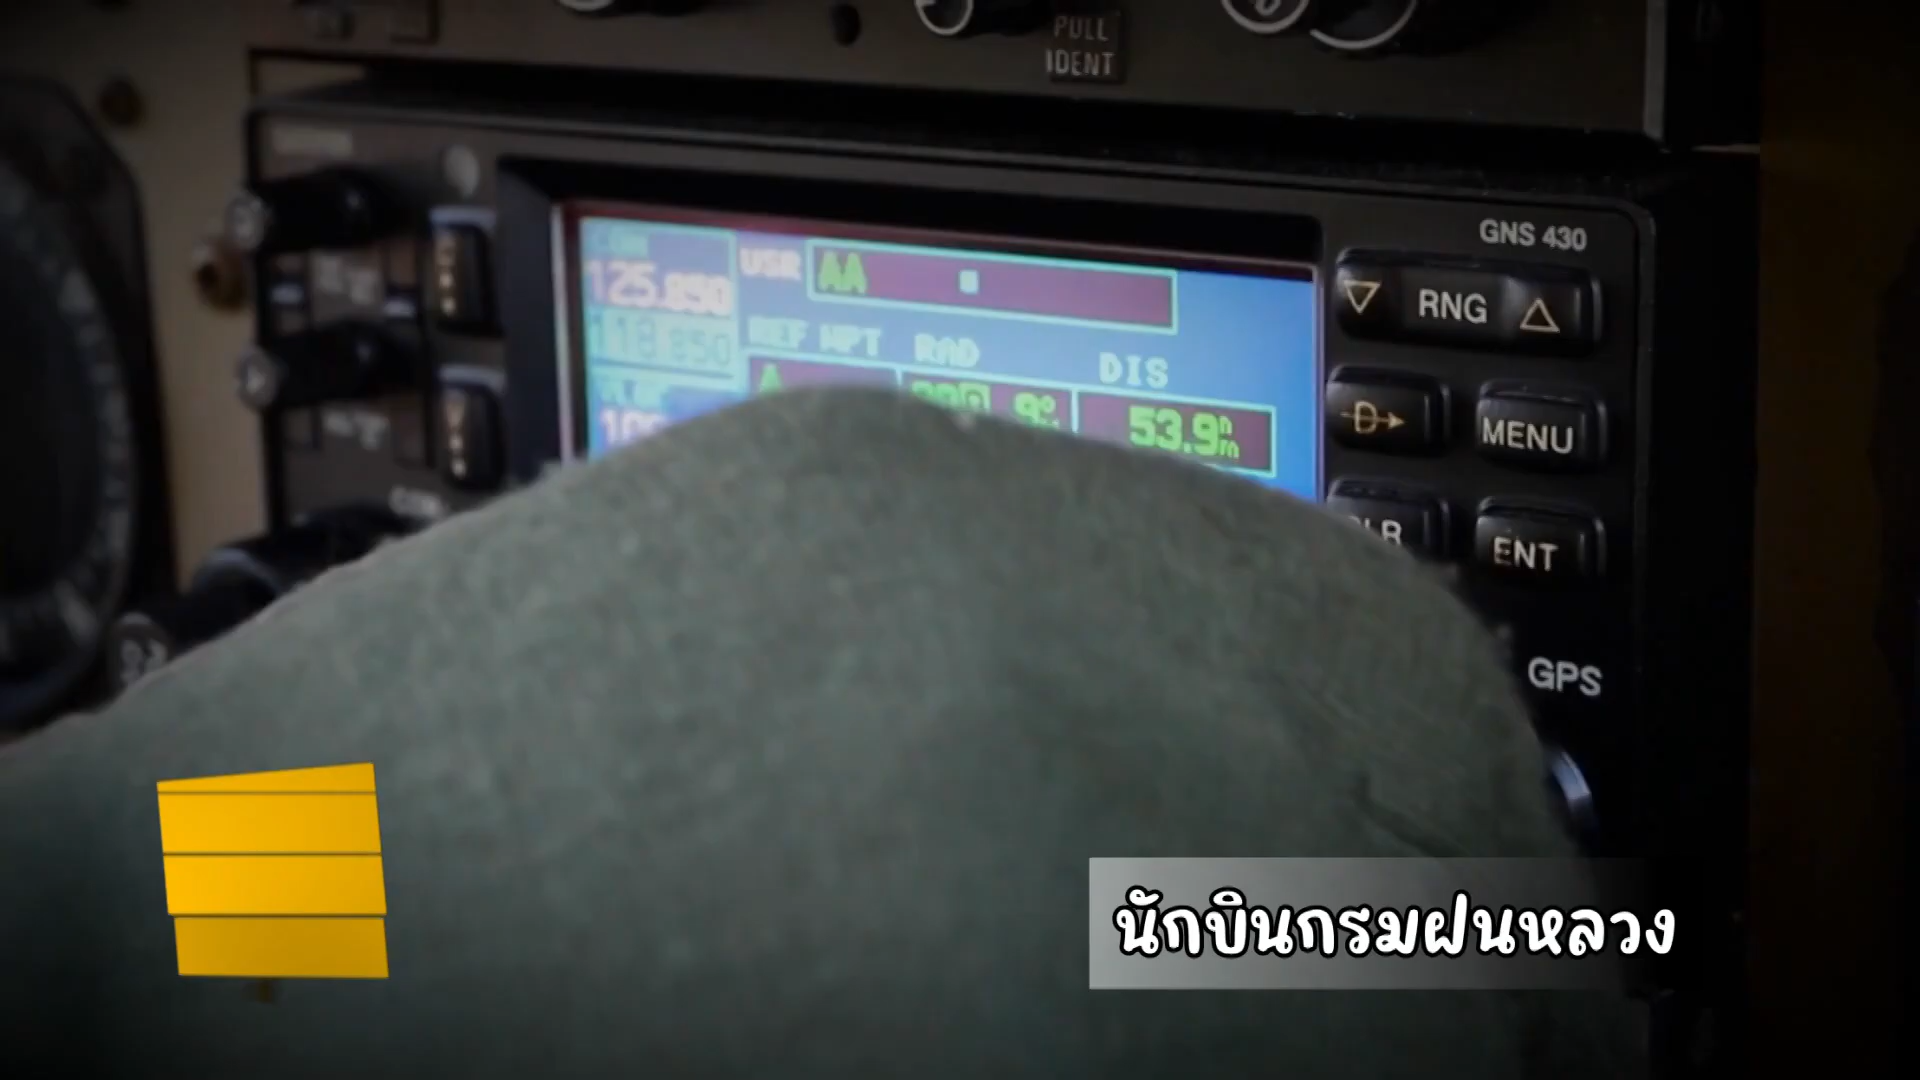 PULL
IDENT
GNS 430
125.850
USR AA
118.850
REF WPT RAD DIS
53.9
RNG
D
MENU
ENT
GPS
นักบินกรมฝนหลวง